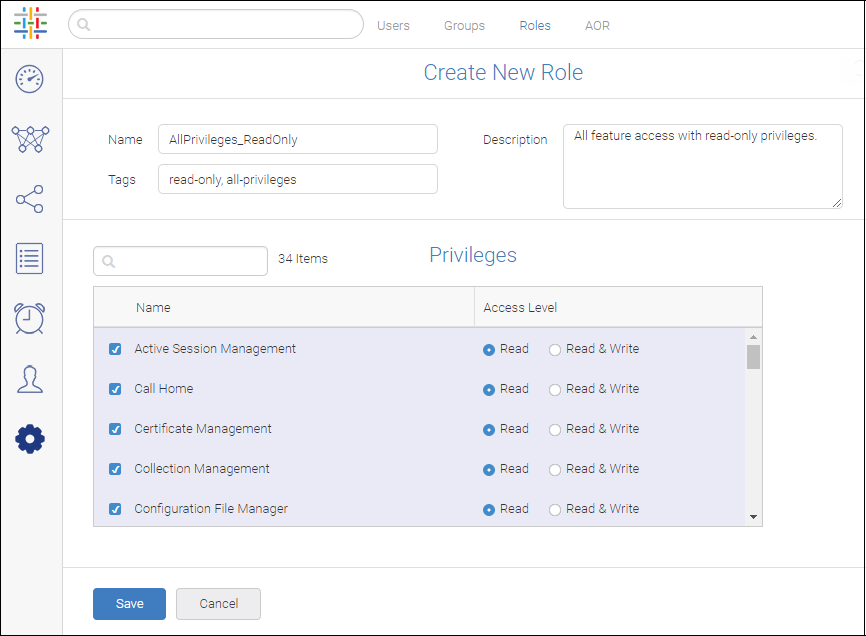 Users Groups Roles AOR
Create New Role
Name AllPrivileges_ReadOnly
Description All feature access with read-only privileges.
Tags read-only, all-privileges
34 Items
Privileges
Name Access Level
Active Session Management Read Read & Write
Call Home Read Read & Write
Certificate Management Read Read & Write
Collection Management Read Read & Write
Configuration File Manager Read Read & Write
Save Cancel